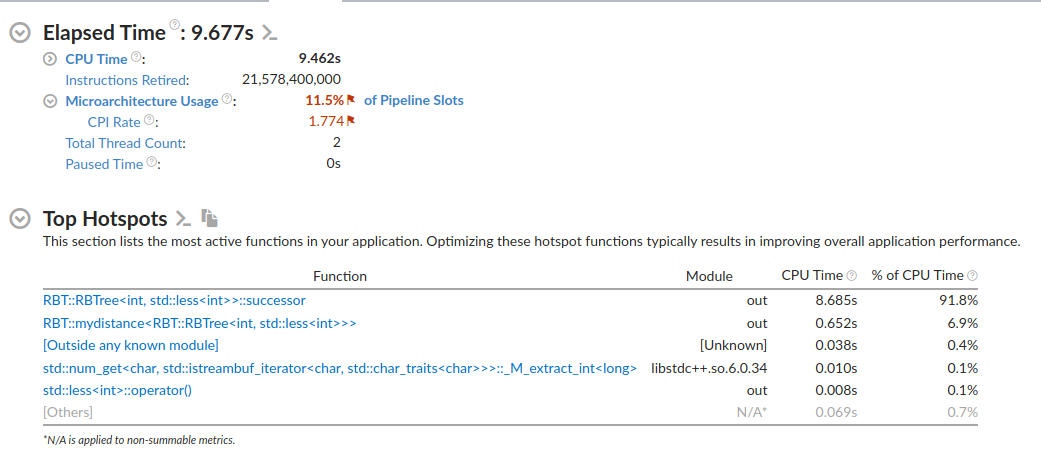 Elapsed Time ?: 9.677s
CPU Time ?: 9.462s
Instructions Retired: 21,578,400,000
Microarchitecture Usage ?: 11.5% of Pipeline Slots
CPI Rate ?: 1.774
Total Thread Count: 2
Paused Time ?: 0s
Top Hotspots
This section lists the most active functions in your application. Optimizing these hotspot functions typically results in improving overall application performance.
Function Module CPU Time ? % of CPU Time ?
RBT::RBTree<int, std::less<int>>::successor out 8.685s 91.8%
RBT::mydistance<RBT::RBTree<int, std::less<int>>> out 0.652s 6.9%
[Outside any known module] [Unknown] 0.038s 0.4%
std::num_get<char, std::istreambuf_iterator<char, std::char_traits<char>>>::_M_extract_int<long> libstdc++.so.6.0.34 0.010s 0.1%
std::less<int>::operator() out 0.008s 0.1%
[Others] N/A* 0.069s 0.7%
*N/A is applied to non-summable metrics.